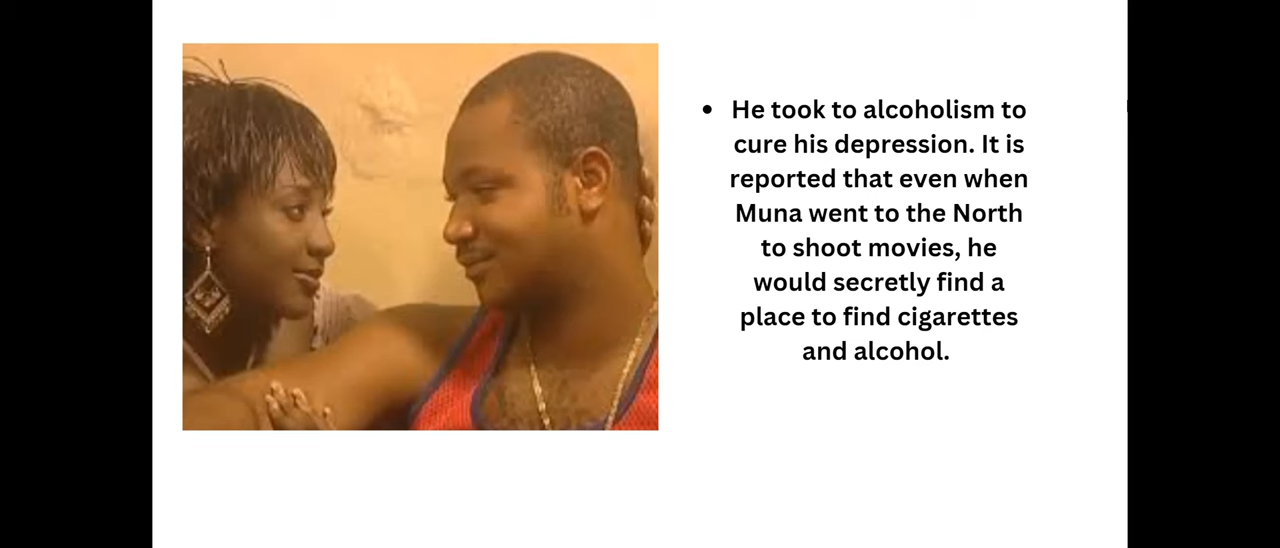 • He took to alcoholism to
cure his depression. It is
reported that even when
Muna went to the North
to shoot movies, he
would secretly find a
place to find cigarettes
and alcohol.